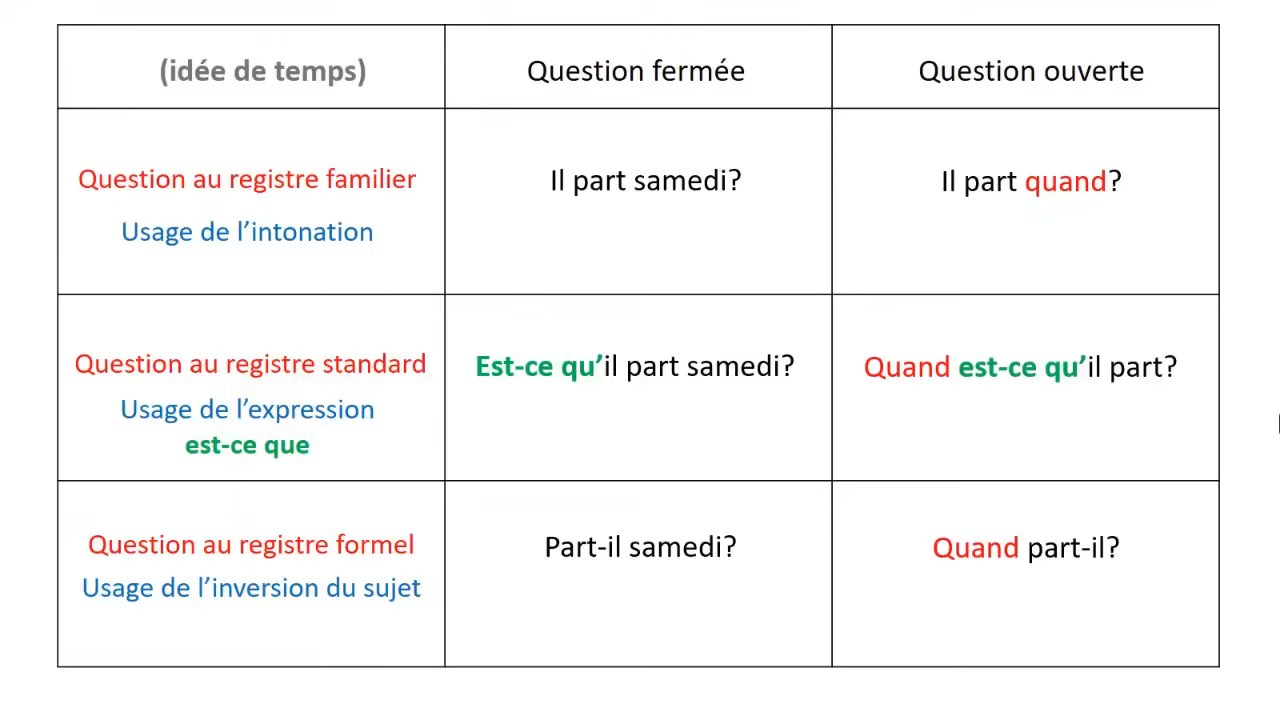 (idée de temps)
Question fermée
Question ouverte
Question au registre familier
Usage de l’intonation
Il part samedi?
Il part quand?
Question au registre standard
Usage de l’expression
est-ce que
Est-ce qu’il part samedi?
Quand est-ce qu’il part?
Question au registre formel
Usage de l’inversion du sujet
Part-il samedi?
Quand part-il?